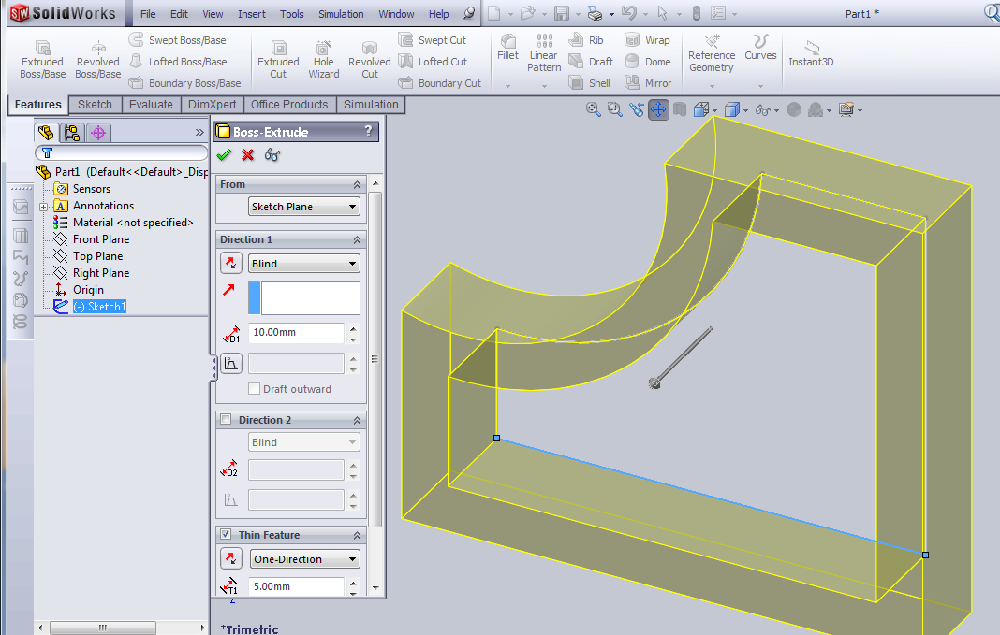 SolidWorks File Edit View Insert Tools Simulation Window Help Part1 *
Extruded Boss/Base
Revolved Boss/Base
Swept Boss/Base
Lofted Boss/Base
Boundary Boss/Base
Extruded Cut
Hole Wizard
Revolved Cut
Swept Cut
Lofted Cut
Boundary Cut
Fillet
Linear Pattern
Rib
Draft
Shell
Wrap
Dome
Mirror
Reference Geometry
Curves
Instant3D
Features Sketch Evaluate DimXpert Office Products Simulation
Part1 (Default<<Default>_Disp
Sensors
Annotations
Material <not specified>
Front Plane
Top Plane
Right Plane
Origin
(-) Sketch1
Boss-Extrude ?
From
Sketch Plane
Direction 1
Blind
D1 10.00mm
Draft outward
Direction 2
Blind
D2
Thin Feature
One-Direction
T1 5.00mm
*Trimetric